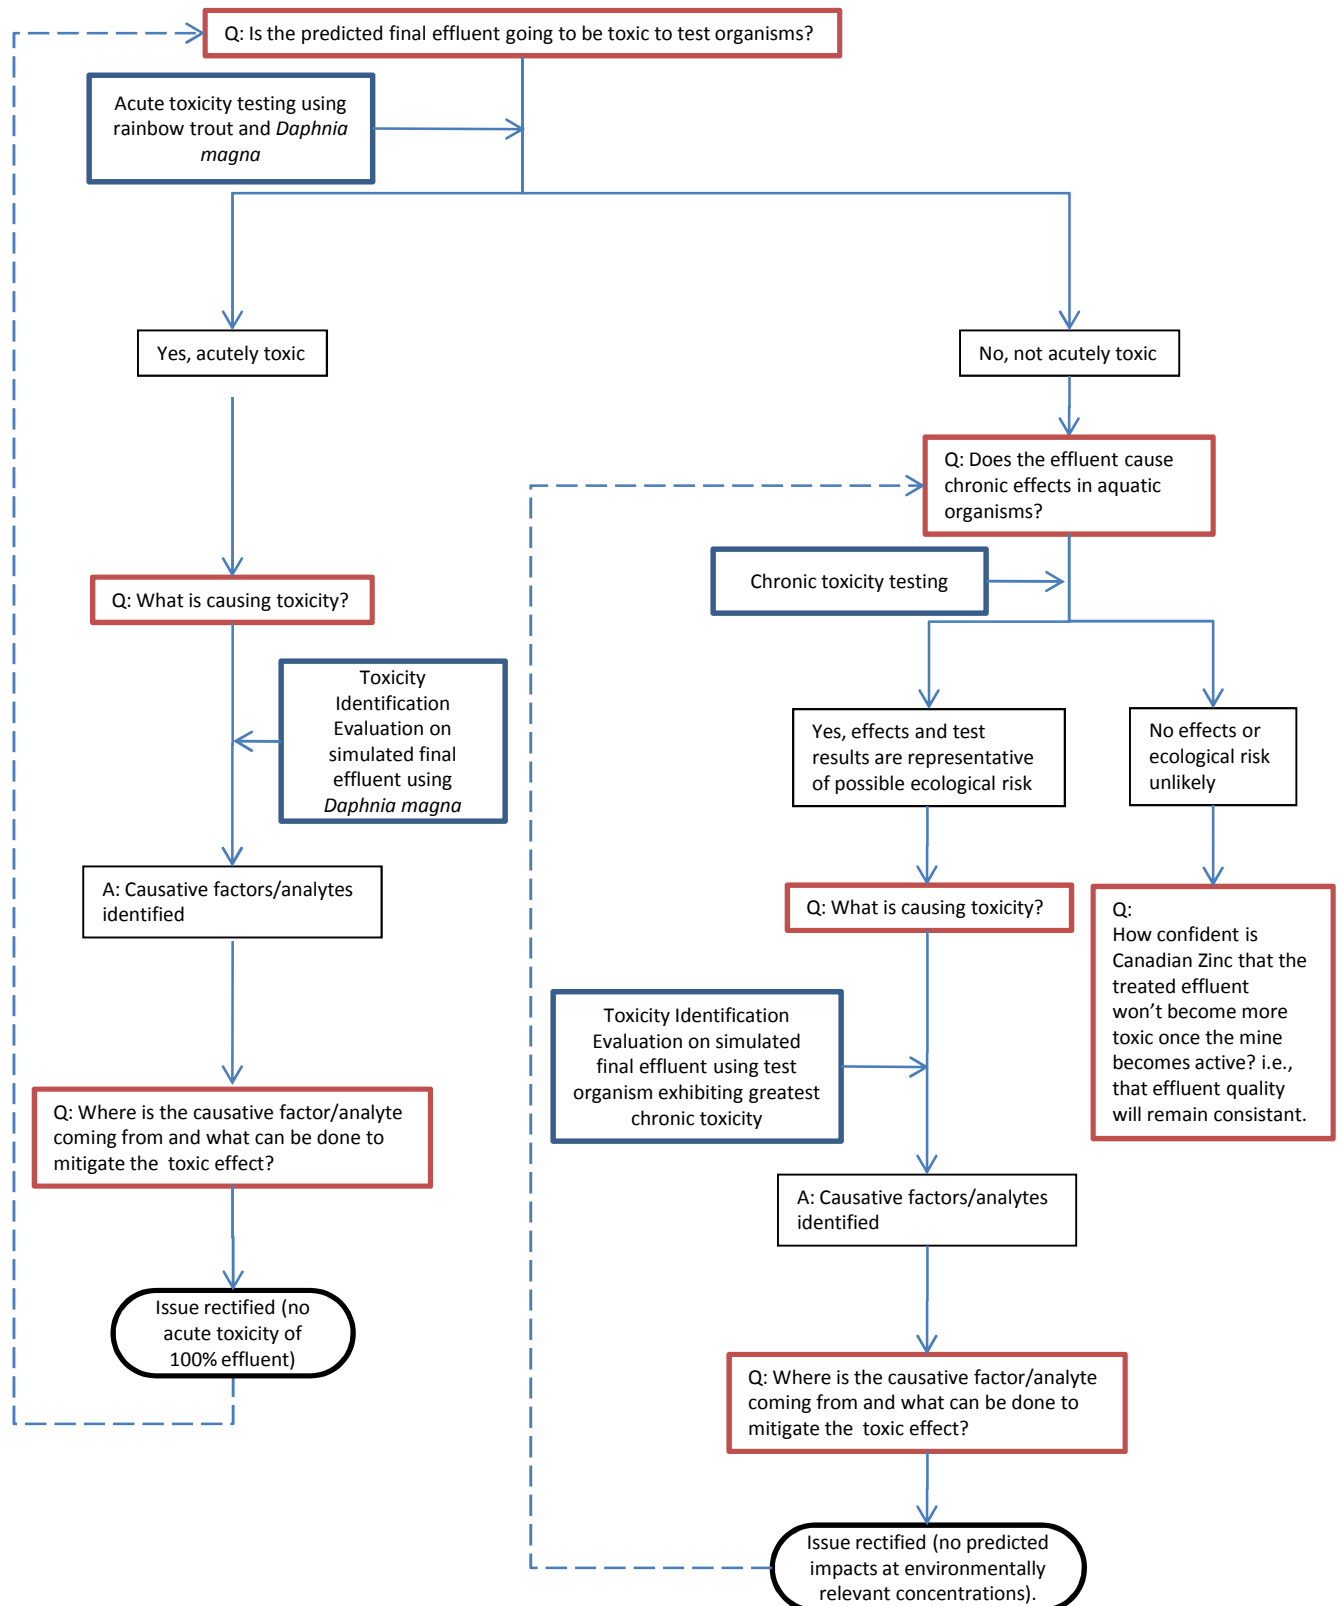 Q: Is the predicted final effluent going to be toxic to test organisms?
Acute toxicity testing using
rainbow trout and Daphnia
magna
Yes, acutely toxic
No, not acutely toxic
Q: Does the effluent cause
chronic effects in aquatic
organisms?
Chronic toxicity testing
Q: What is causing toxicity?
Toxicity
Identification
Evaluation on
simulated final
effluent using
Daphnia magna
Yes, effects and test
results are representative
of possible ecological risk
No effects or
ecological risk
unlikely
A: Causative factors/analytes
identified
Q: What is causing toxicity?
Q:
How confident is
Canadian Zinc that the
treated effluent
won’t become more
toxic once the mine
becomes active? i.e.,
that effluent quality
will remain consistant.
Toxicity Identification
Evaluation on simulated
final effluent using test
organism exhibiting greatest
chronic toxicity
Q: Where is the causative factor/analyte
coming from and what can be done to
mitigate the toxic effect?
A: Causative factors/analytes
identified
Issue rectified (no
acute toxicity of
100% effluent)
Q: Where is the causative factor/analyte
coming from and what can be done to
mitigate the toxic effect?
Issue rectified (no predicted
impacts at environmentally
relevant concentrations).